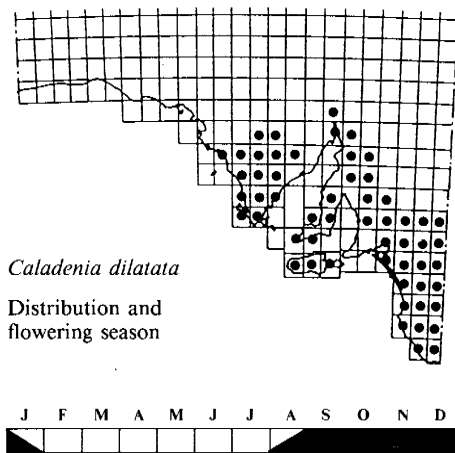 Caladenia dilatata
Distribution and
flowering season
J F M A M J J A S O N D